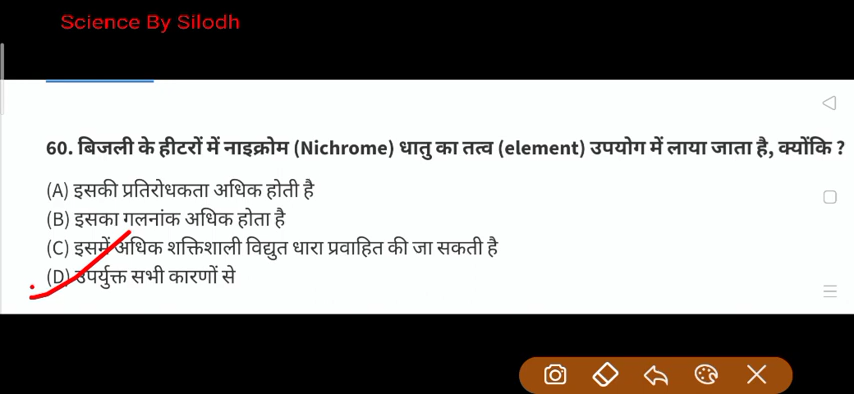 Science By Silodh
60. बिजली के हीटरों में नाइक्रोम (Nichrome) धातु का तत्व (element) उपयोग में लाया जाता है, क्योंकि ?
(A) इसकी प्रतिरोधकता अधिक होती है
(B) इसका गलनांक अधिक होता है
(C) इसमें अधिक शक्तिशाली विद्युत धारा प्रवाहित की जा सकती है
(D) उपर्युक्त सभी कारणों से